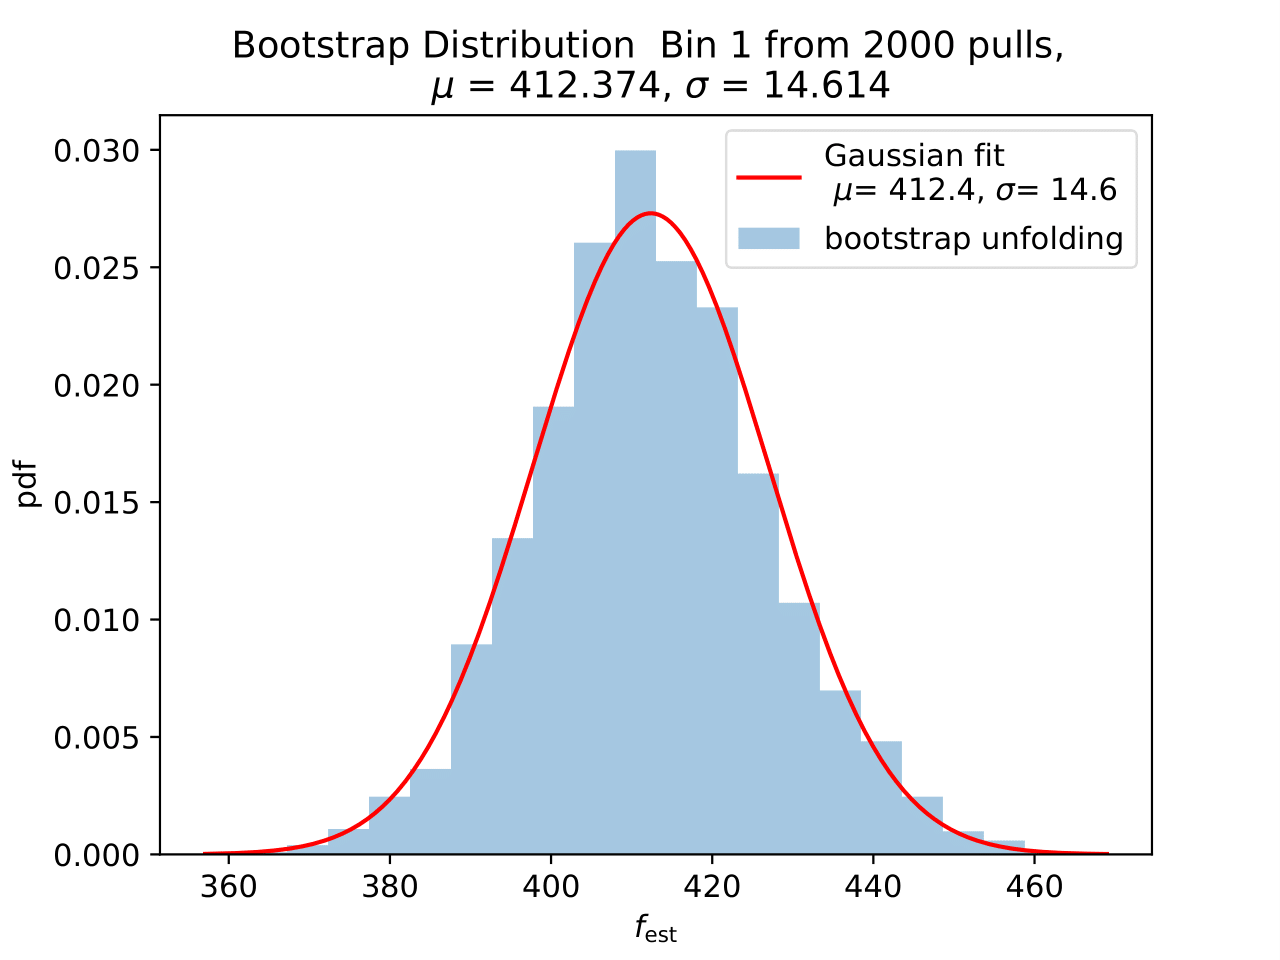 Bootstrap Distribution  Bin 1 from 2000 pulls,
μ = 412.374, σ = 14.614
Gaussian fit
μ= 412.4, σ= 14.6
bootstrap unfolding
0.030
0.025
0.020
0.015
0.010
0.005
0.000
pdf
360 380 400 420 440 460
f_est